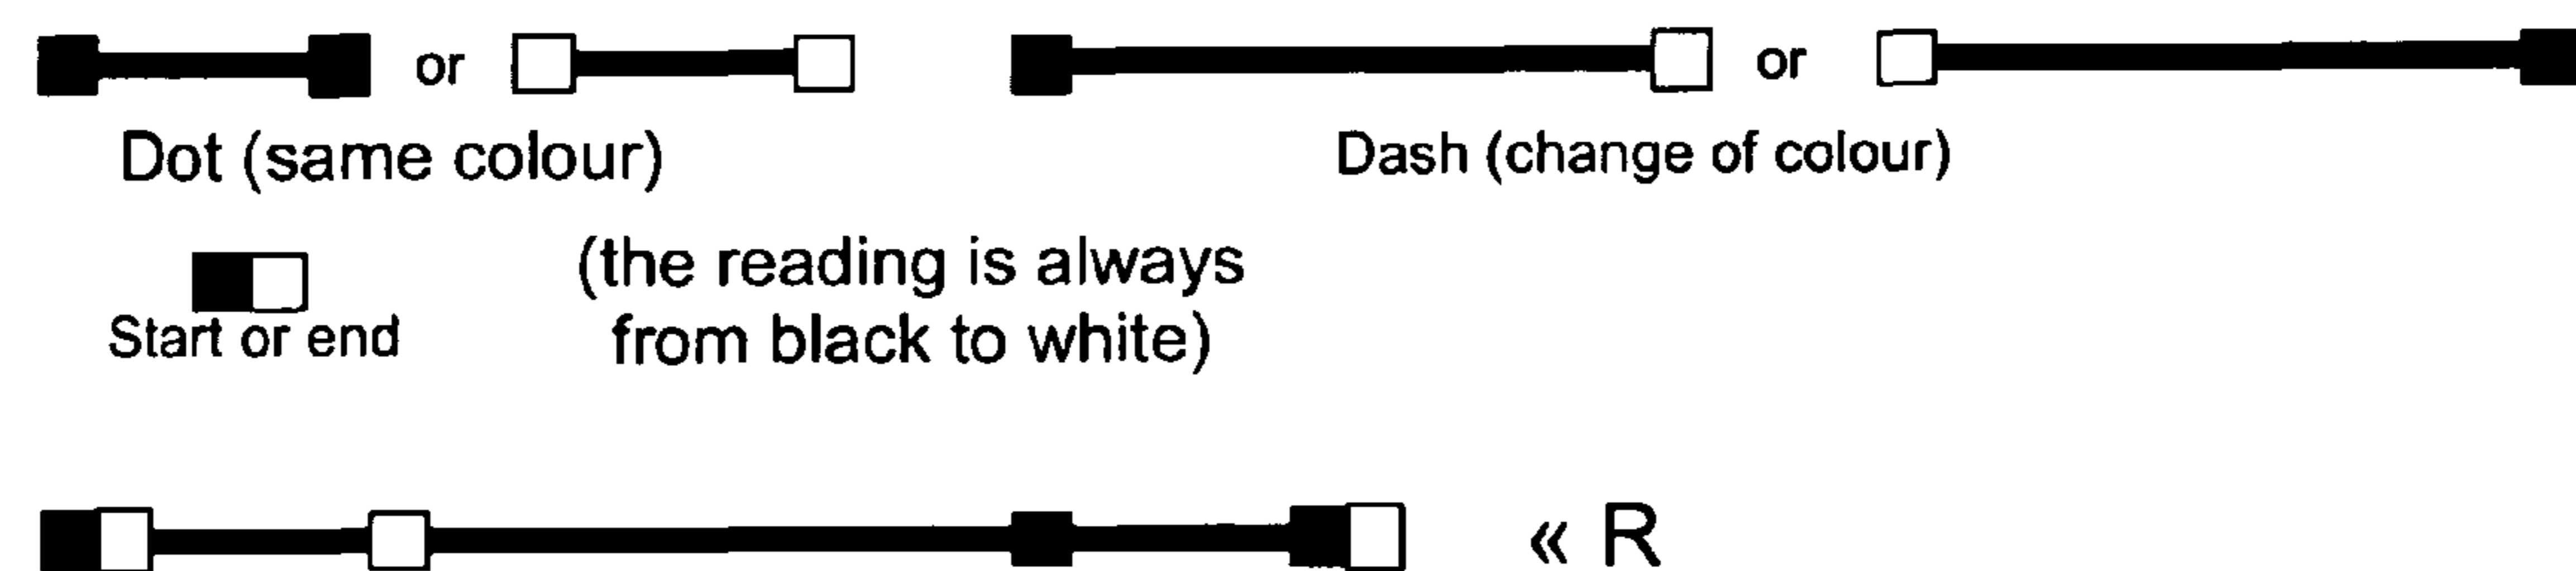 or or
Dot (same colour) Dash (change of colour)
(the reading is always
Start or end from black to white)
« R